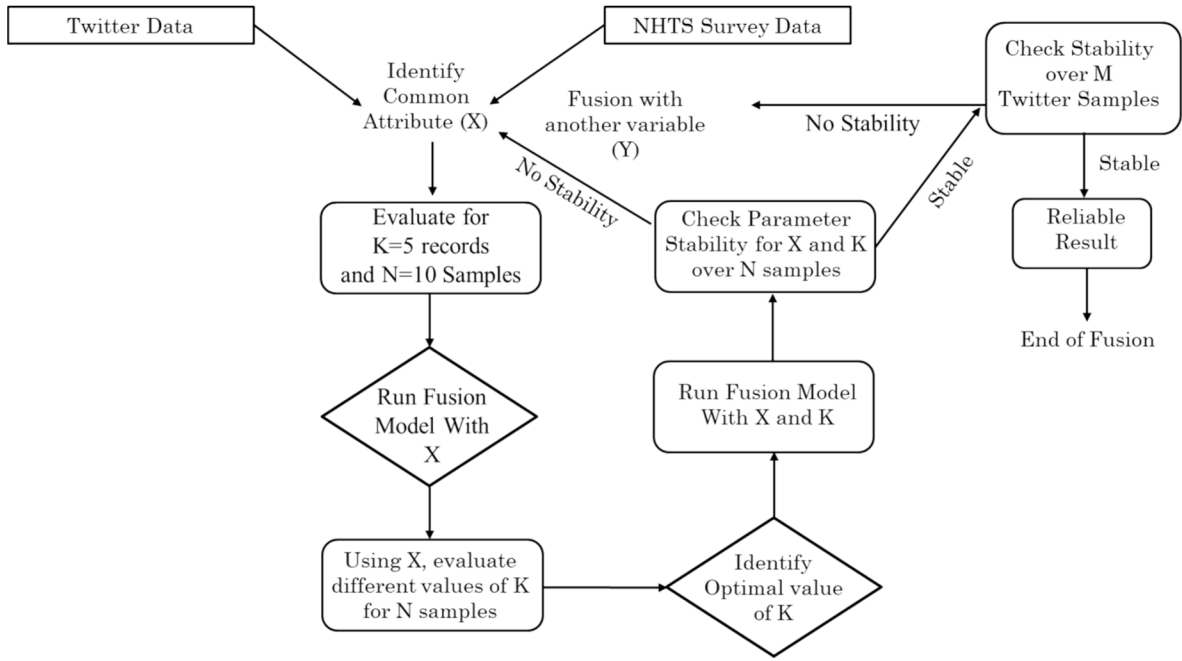 Twitter Data
NHTS Survey Data
Identify
Common
Attribute (X)
Fusion with
another variable
(Y)
No Stability
Check Stability
over M
Twitter Samples
No Stability
Stable
Stable
Evaluate for
K=5 records
and N=10 Samples
Check Parameter
Stability for X and K
over N samples
Reliable
Result
End of Fusion
Run Fusion
Model With
X
Run Fusion Model
With X and K
Using X, evaluate
different values of K
for N samples
Identify
Optimal value
of K